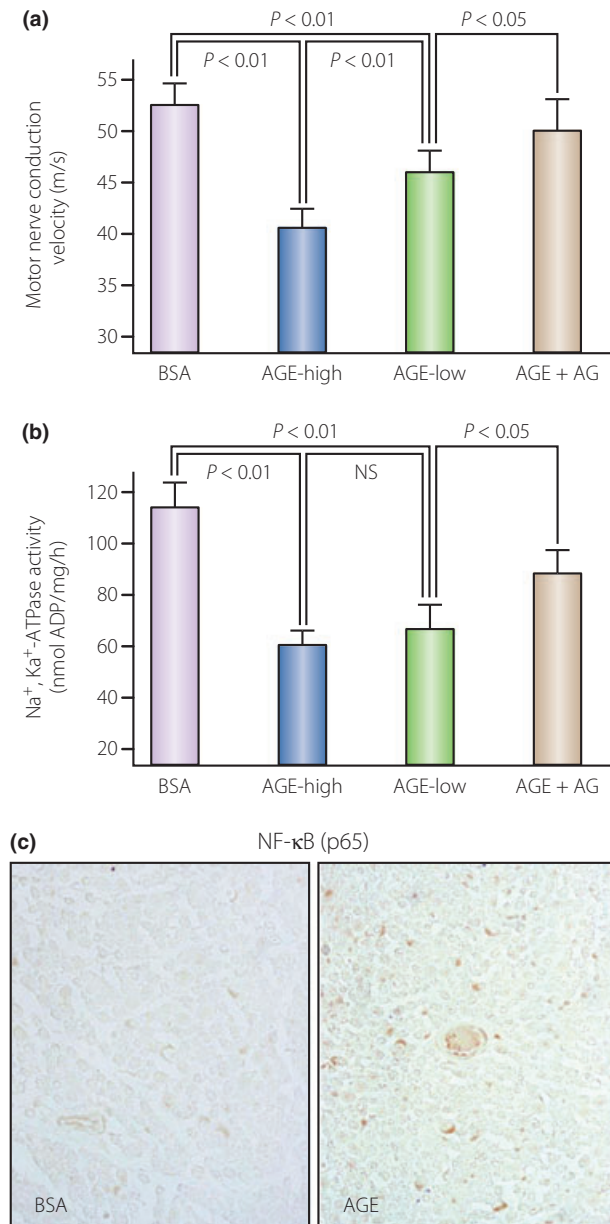 (a)
P < 0.01
P < 0.05
P < 0.01
P < 0.01
Motor nerve conduction
velocity (m/s)
55
50
45
40
35
30
BSA
AGE-high
AGE-low
AGE + AG
(b)
P < 0.01
P < 0.05
P < 0.01
NS
Na⁺, Ka⁺-ATPase activity
(nmol ADP/mg/h)
120
100
80
60
40
20
BSA
AGE-high
AGE-low
AGE + AG
(c)
NF-κB (p65)
BSA
AGE